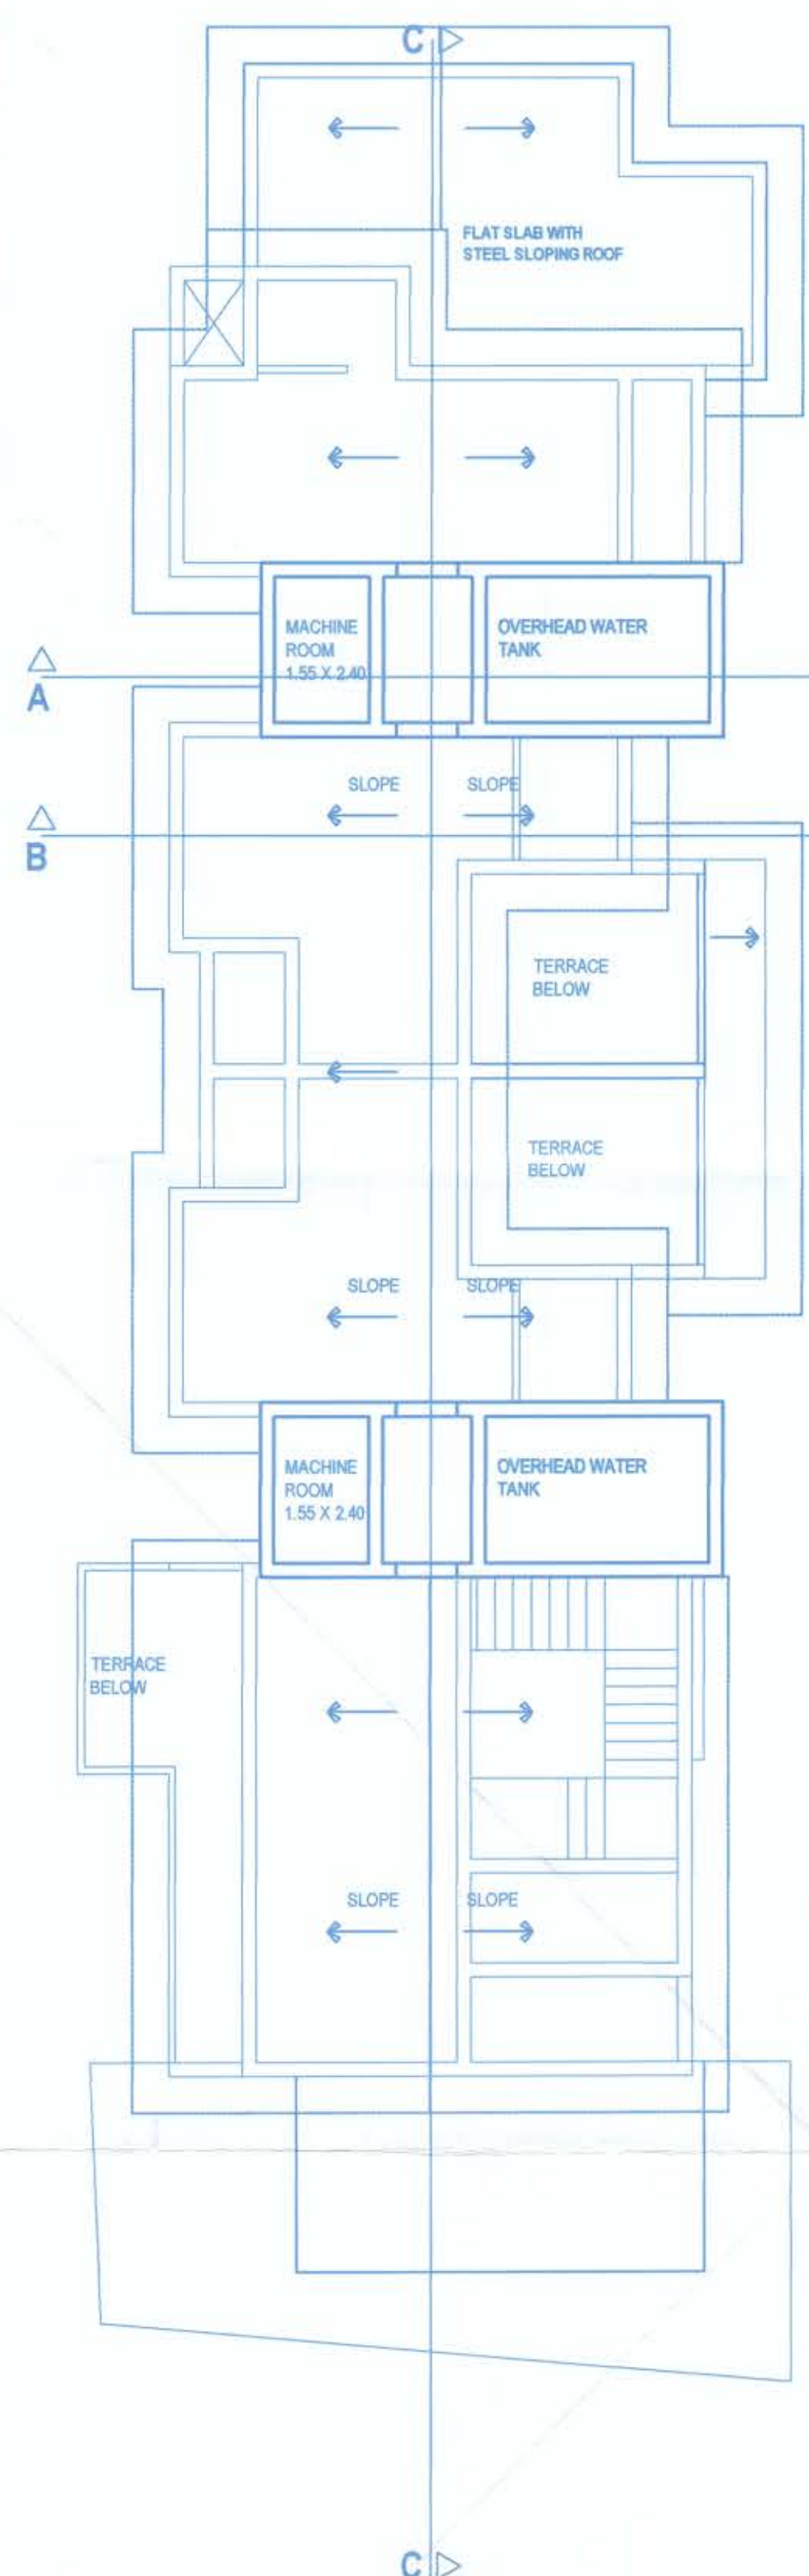 C
FLAT SLAB WITH
STEEL SLOPING ROOF
MACHINE
ROOM
1.55 X 2.40
OVERHEAD WATER
TANK
A
SLOPE SLOPE
B
TERRACE
BELOW
TERRACE
BELOW
SLOPE SLOPE
MACHINE
ROOM
1.55 X 2.40
OVERHEAD WATER
TANK
TERRACE
BELOW
SLOPE SLOPE
C